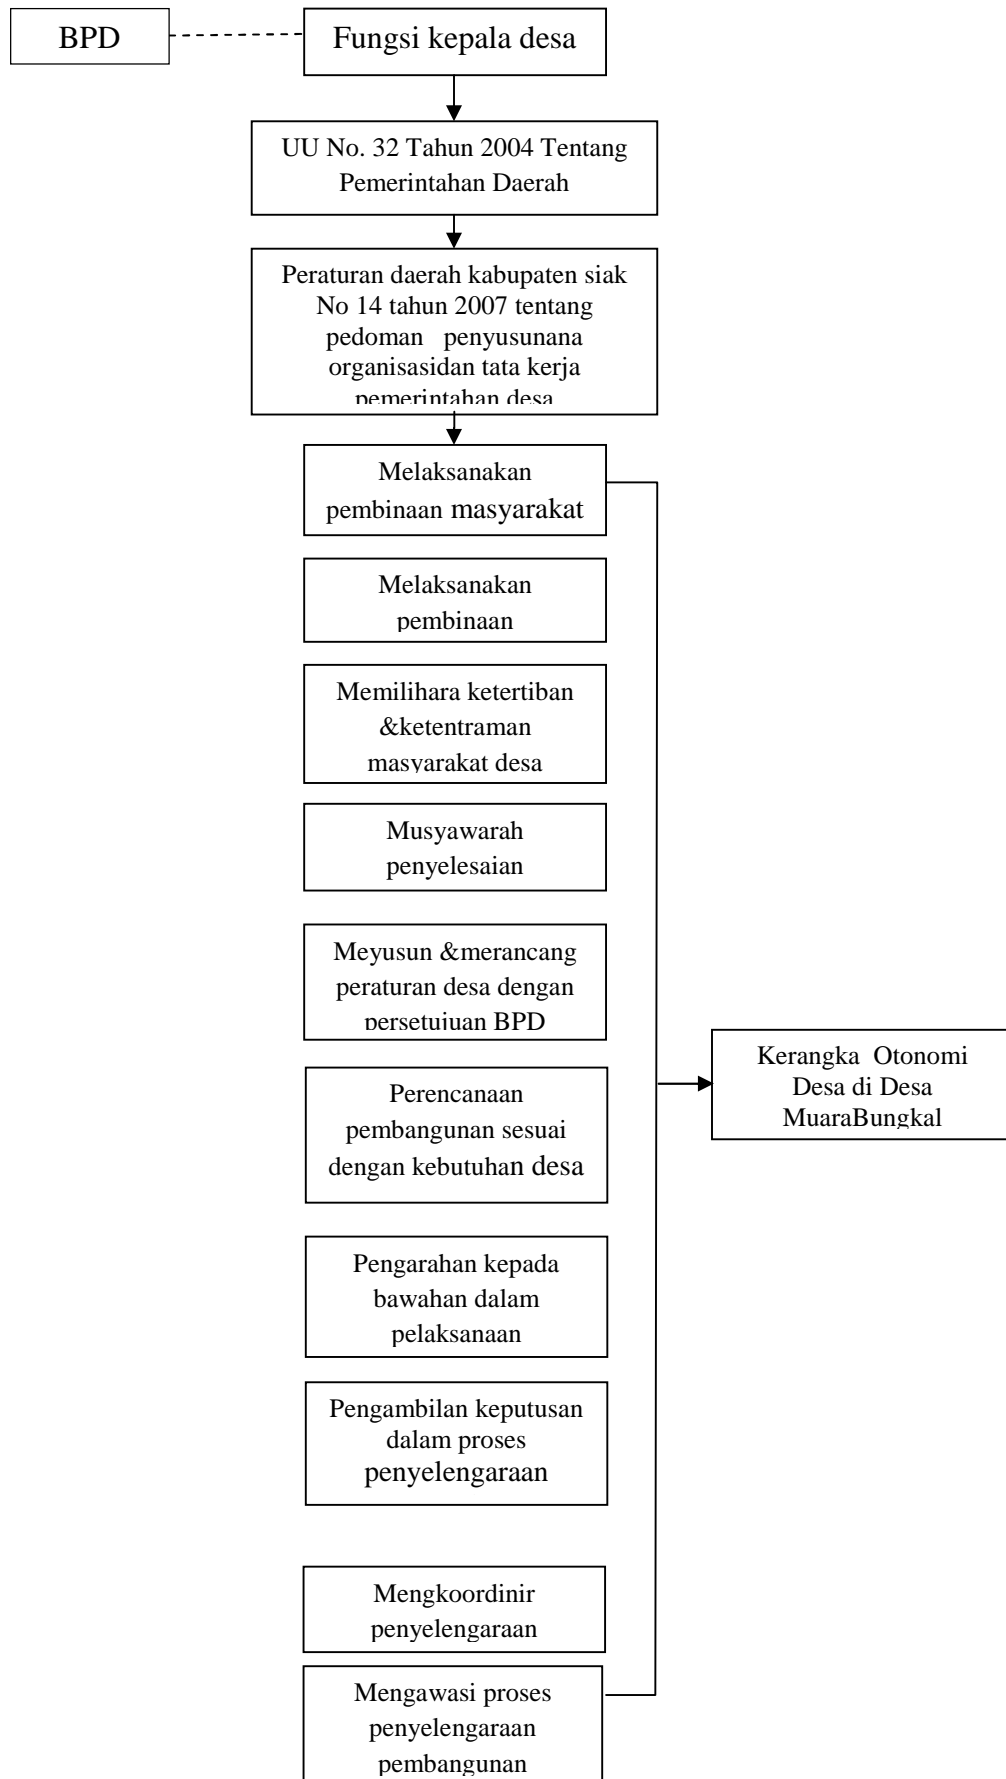 BPD
Fungsi kepala desa
UU No. 32 Tahun 2004 Tentang
Pemerintahan Daerah
Peraturan daerah kabupaten siak
No 14 tahun 2007 tentang
pedoman penyusunana
organisasidan tata kerja
pemerintahan desa
Melaksanakan
pembinaan masyarakat
Melaksanakan
pembinaan
Memilihara ketertiban
&ketentraman
masyarakat desa
Musyawarah
penyelesaian
Meyusun &merancang
peraturan desa dengan
persetujuan BPD
Kerangka Otonomi
Desa di Desa
MuaraBungkal
Perencanaan
pembangunan sesuai
dengan kebutuhan desa
Pengarahan kepada
bawahan dalam
pelaksanaan
Pengambilan keputusan
dalam proses
penyelengaraan
Mengkoordinir
penyelengaraan
Mengawasi proses
penyelengaraan
pembangunan